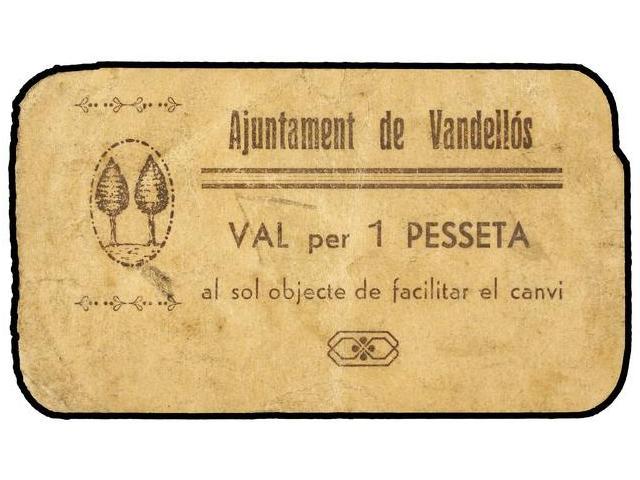 Ajuntament de Vandellós
VAL per 1 PESSETA
al sol objecte de facilitar el canvi